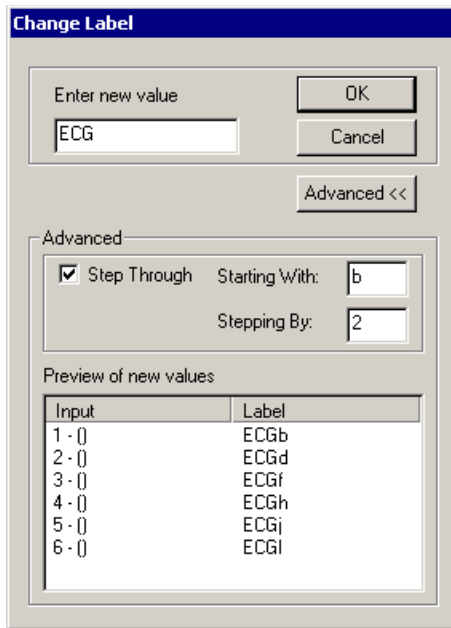 Change Label
Enter new value
OK
ECG
Cancel
Advanced <<
Advanced
Step Through Starting With: b
Stepping By: 2
Preview of new values
Input Label
1 - () ECGb
2 - () ECGd
3 - () ECGf
4 - () ECGh
5 - () ECGj
6 - () ECGl